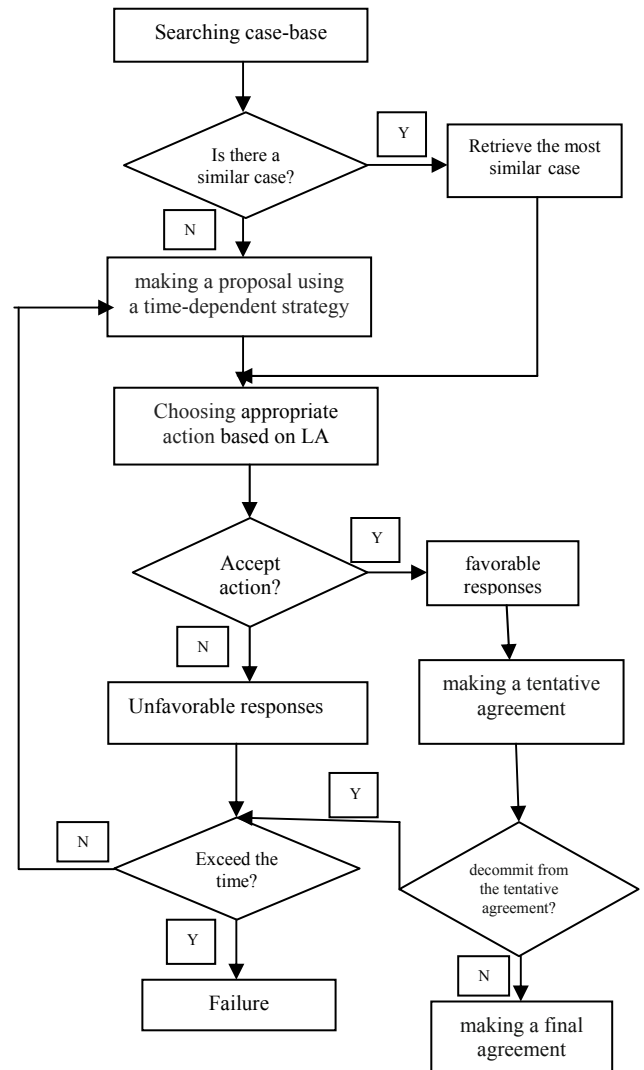 Searching case-base
Y
Is there a
similar case?
Retrieve the most
similar case
N
making a proposal using
a time-dependent strategy
Choosing appropriate
action based on LA
Y
Accept
action?
favorable
responses
N
Unfavorable responses
making a tentative
agreement
Y
N
Exceed the
time?
decommit from
the tentative
agreement?
Y
N
Failure
making a final
agreement